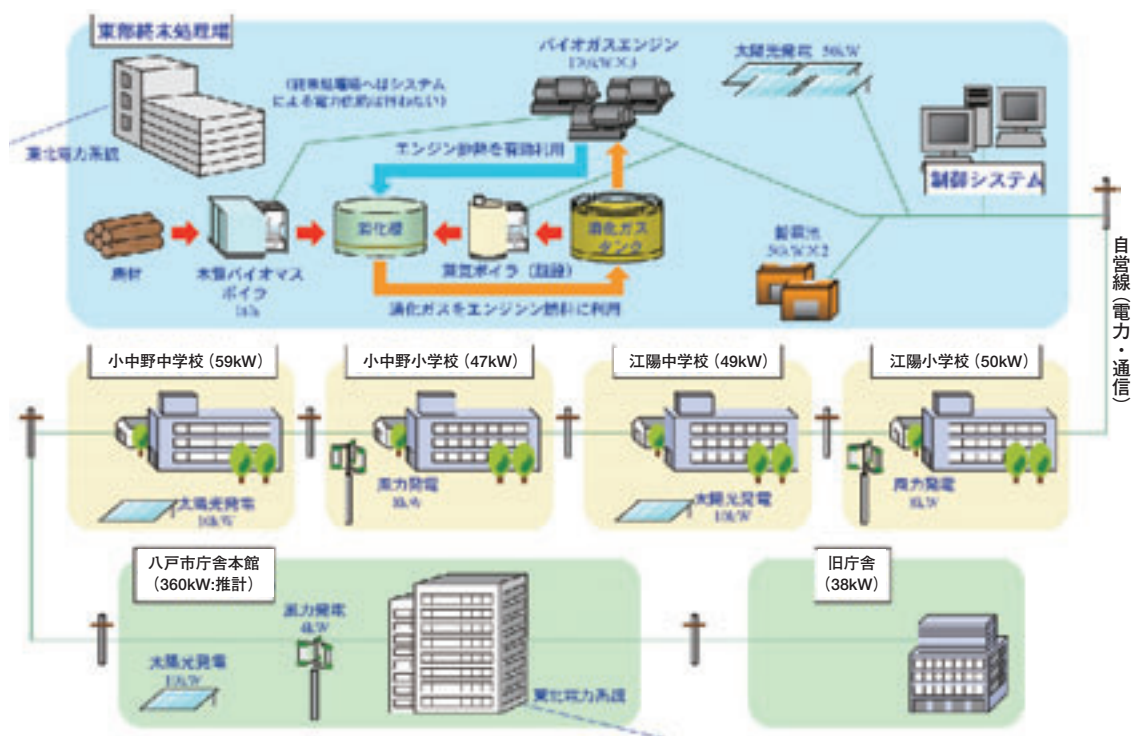 東部終末処理場
バイオガスエンジン
太陽光発電 50kW
(終末処理場へはシステム
による電力供給は行わない)
東北電力系統
エンジン排熱を有効利用
制御システム
消化槽
消化ガス
タンク
蓄電池
50kW×2
廃材
木質バイオマス
ボイラ
蒸気ボイラ(既設)
消化ガスをエンジン燃料に利用
自営線(電力・通信)
小中野中学校(59kW)
小中野小学校(47kW)
江陽中学校(49kW)
江陽小学校(50kW)
太陽光発電
10kW
風力発電
8kW
太陽光発電
10kW
風力発電
8kW
八戸市庁舎本館
(360kW:推計)
旧庁舎
(38kW)
風力発電
4kW
太陽光発電
10kW
東北電力系統